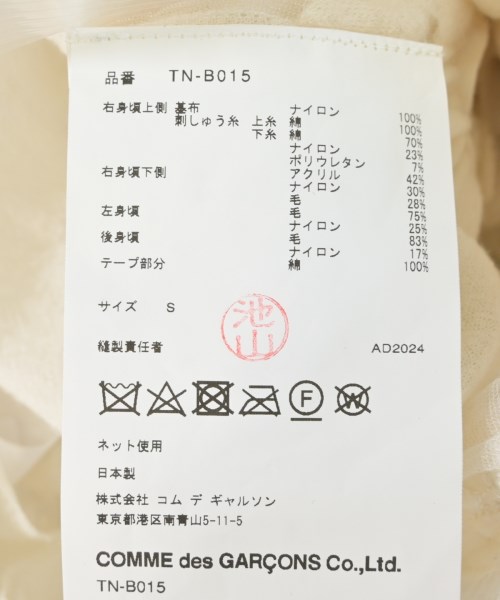 品番 TN-B015
右身頃上側 基布 ナイロン 100%
刺しゅう糸 上糸 綿 100%
下糸 綿 70%
ナイロン 23%
ポリウレタン 7%
右身頃下側 アクリル 42%
ナイロン 30%
毛 28%
左身頃 毛 75%
ナイロン 25%
後身頃 毛 83%
ナイロン 17%
テープ部分 綿 100%
サイズ S
池山
縫製責任者 AD2024
F W
ネット使用
日本製
株式会社 コム デ ギャルソン
東京都港区南青山5-11-5
COMME des GARÇONS Co.,Ltd.
TN-B015